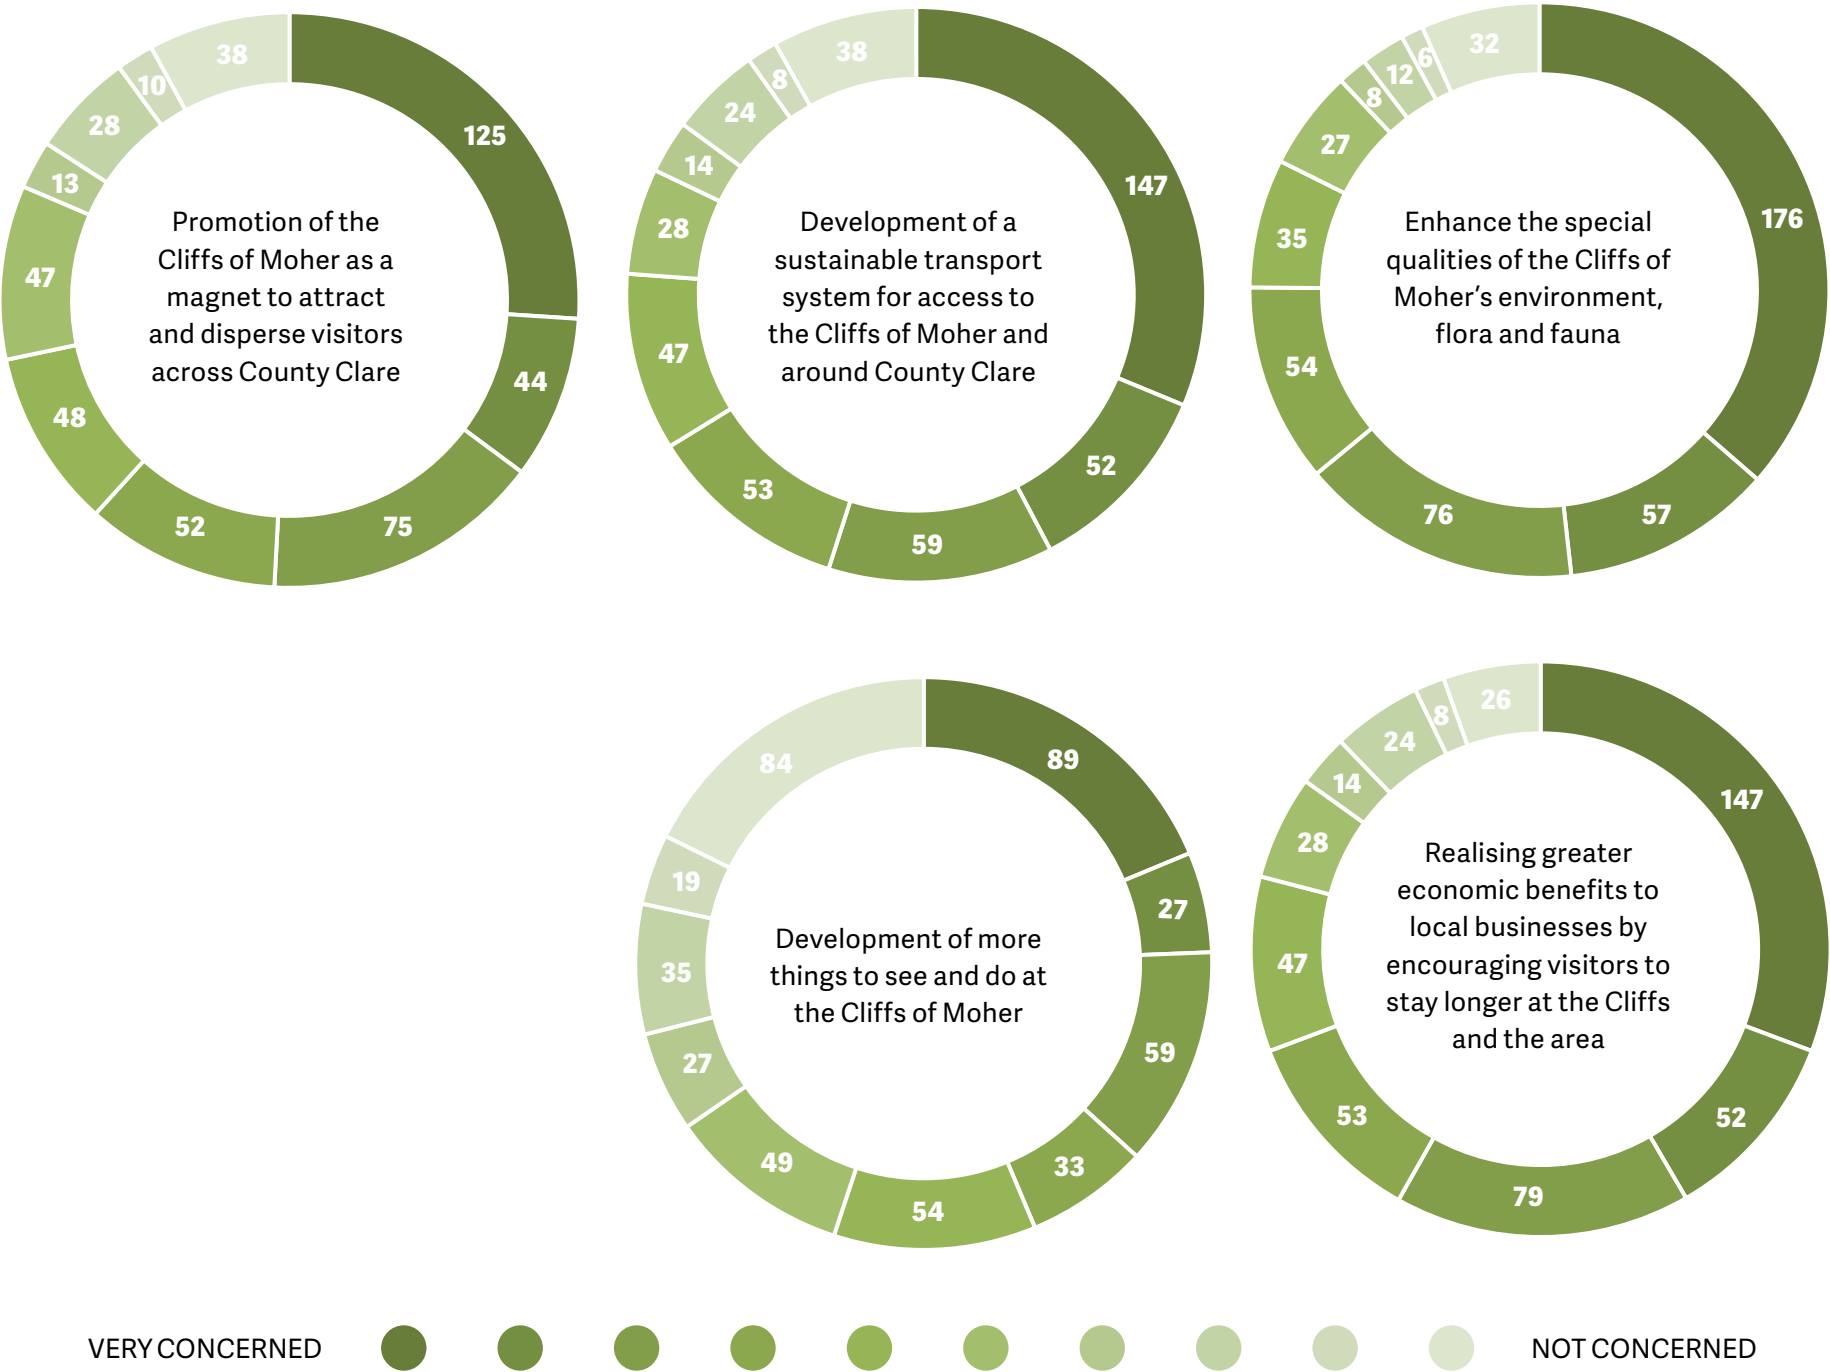 125
44
75
52
48
47
13
28
10
38
Promotion of the
Cliffs of Moher as a
magnet to attract
and disperse visitors
across County Clare
147
52
59
53
47
28
14
24
8
38
Development of a
sustainable transport
system for access to
the Cliffs of Moher and
around County Clare
176
57
76
54
35
27
8
12
6
32
Enhance the special
qualities of the Cliffs of
Moher’s environment,
flora and fauna
89
27
59
33
54
49
27
35
19
84
Development of more
things to see and do at
the Cliffs of Moher
147
52
79
53
47
28
14
24
8
26
Realising greater
economic benefits to
local businesses by
encouraging visitors to
stay longer at the Cliffs
and the area
VERY CONCERNED
NOT CONCERNED